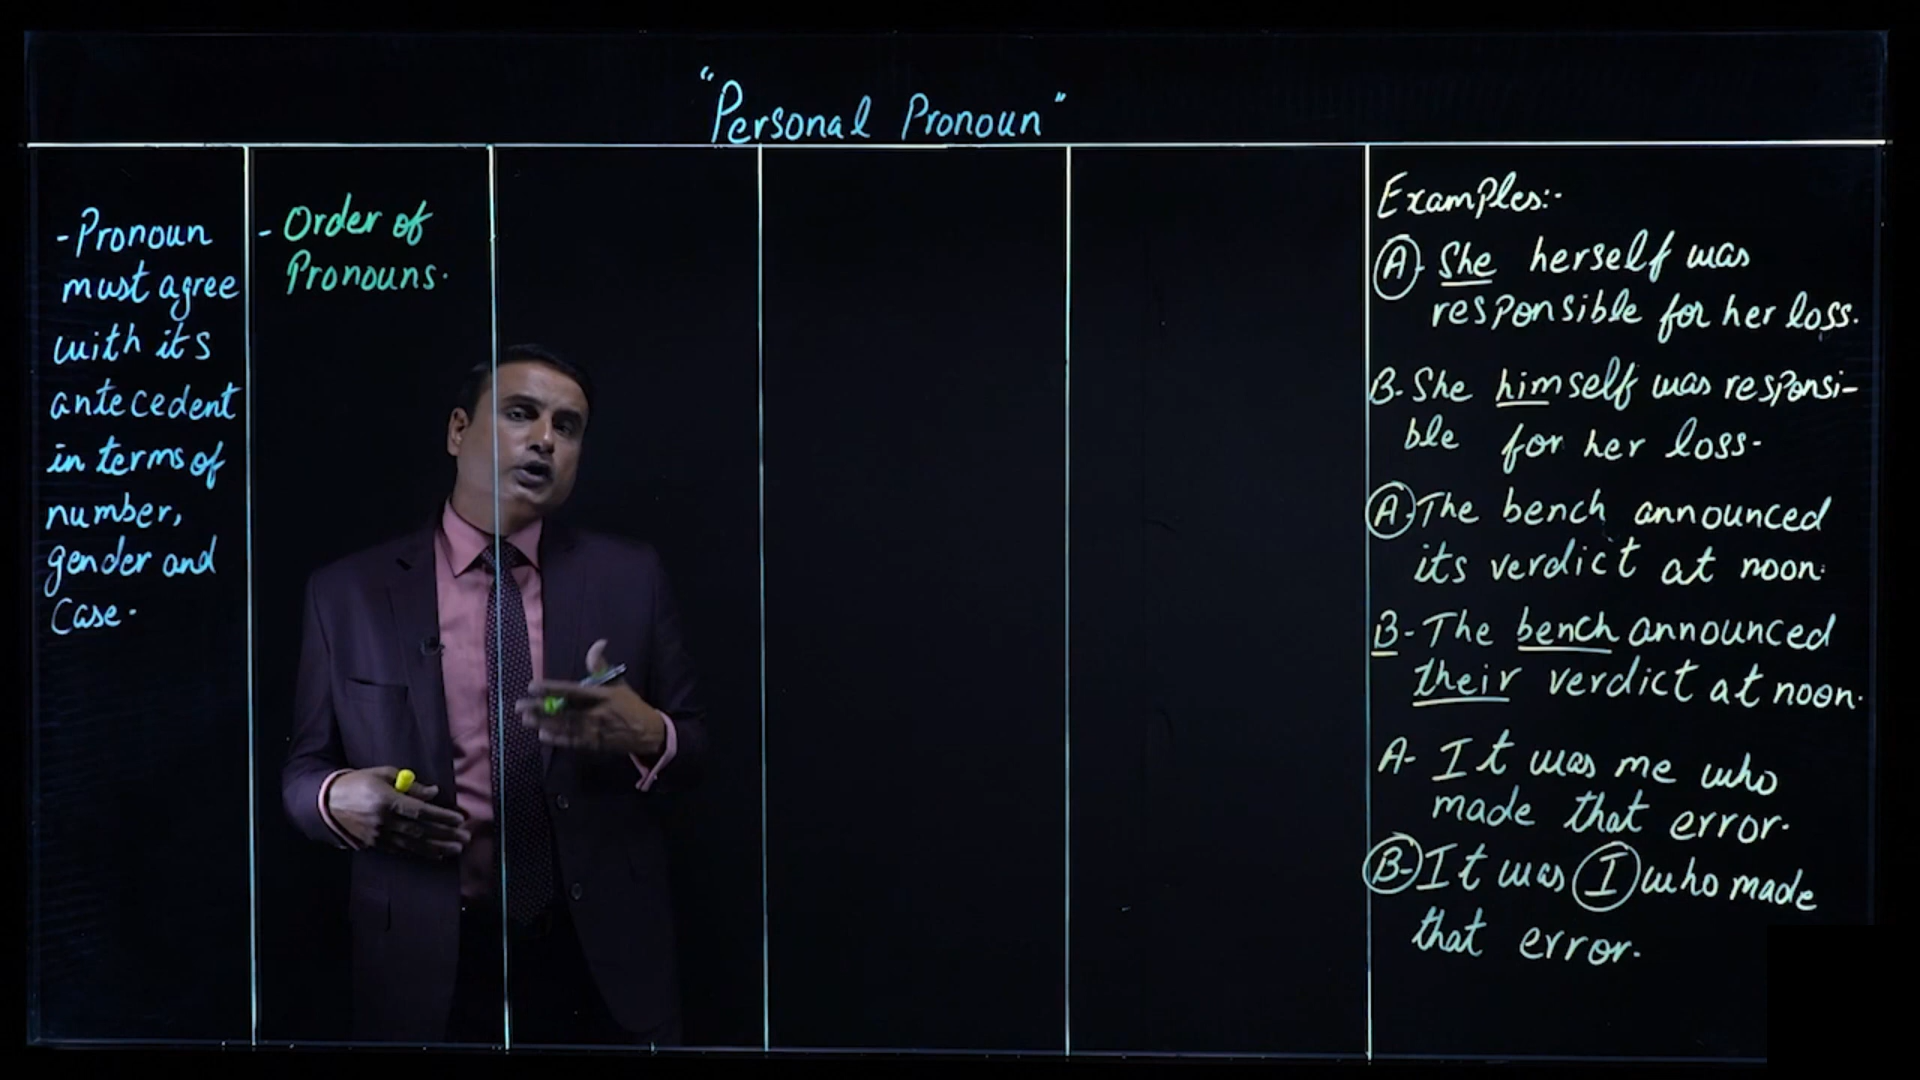 "Personal Pronoun"
-Pronoun
must agree
with its
antecedent
in terms of
number,
gender and
Case.
- Order of
Pronouns.
Examples:-
A- She herself was
responsible for her loss.
B- She himself was responsi-
ble for her loss-
A- The bench announced
its verdict at noon.
B- The bench announced
their verdict at noon.
A- It was me who
made that error.
B- It was I who made
that error.